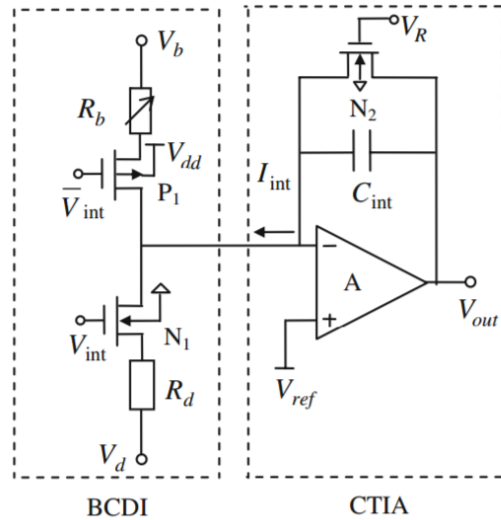 V_b
V_R
R_b
N_2
V_dd
I_int
V̅_int
P_1
C_int
−
A
V_int
N_1
+
V_out
R_d
V_ref
V_d
BCDI
CTIA